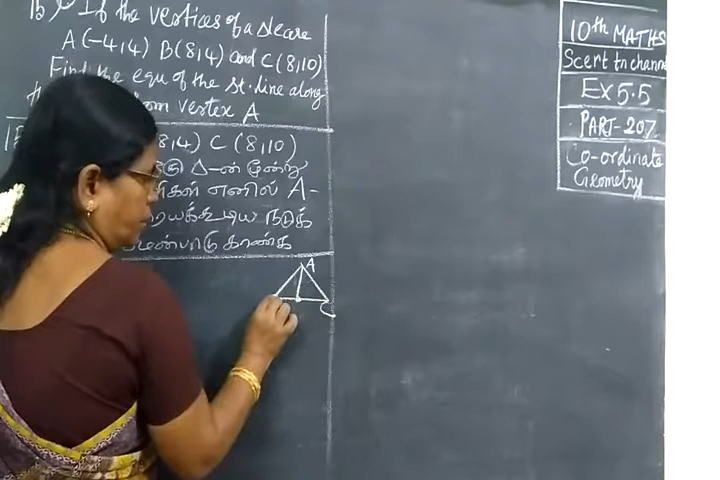 15) If the vertices of a Δ are
A(-4,4) B(8,4) and C(8,10)
Find the equ of the st. line along
vertex A
8,4) C(8,10)
Δ-ன் மூன்று
எனில் A-
நடுக்
காண்க
A
C
10th MATHS
Scert tn channel
Ex 5.5
PART-207
Co-ordinate
Geometry